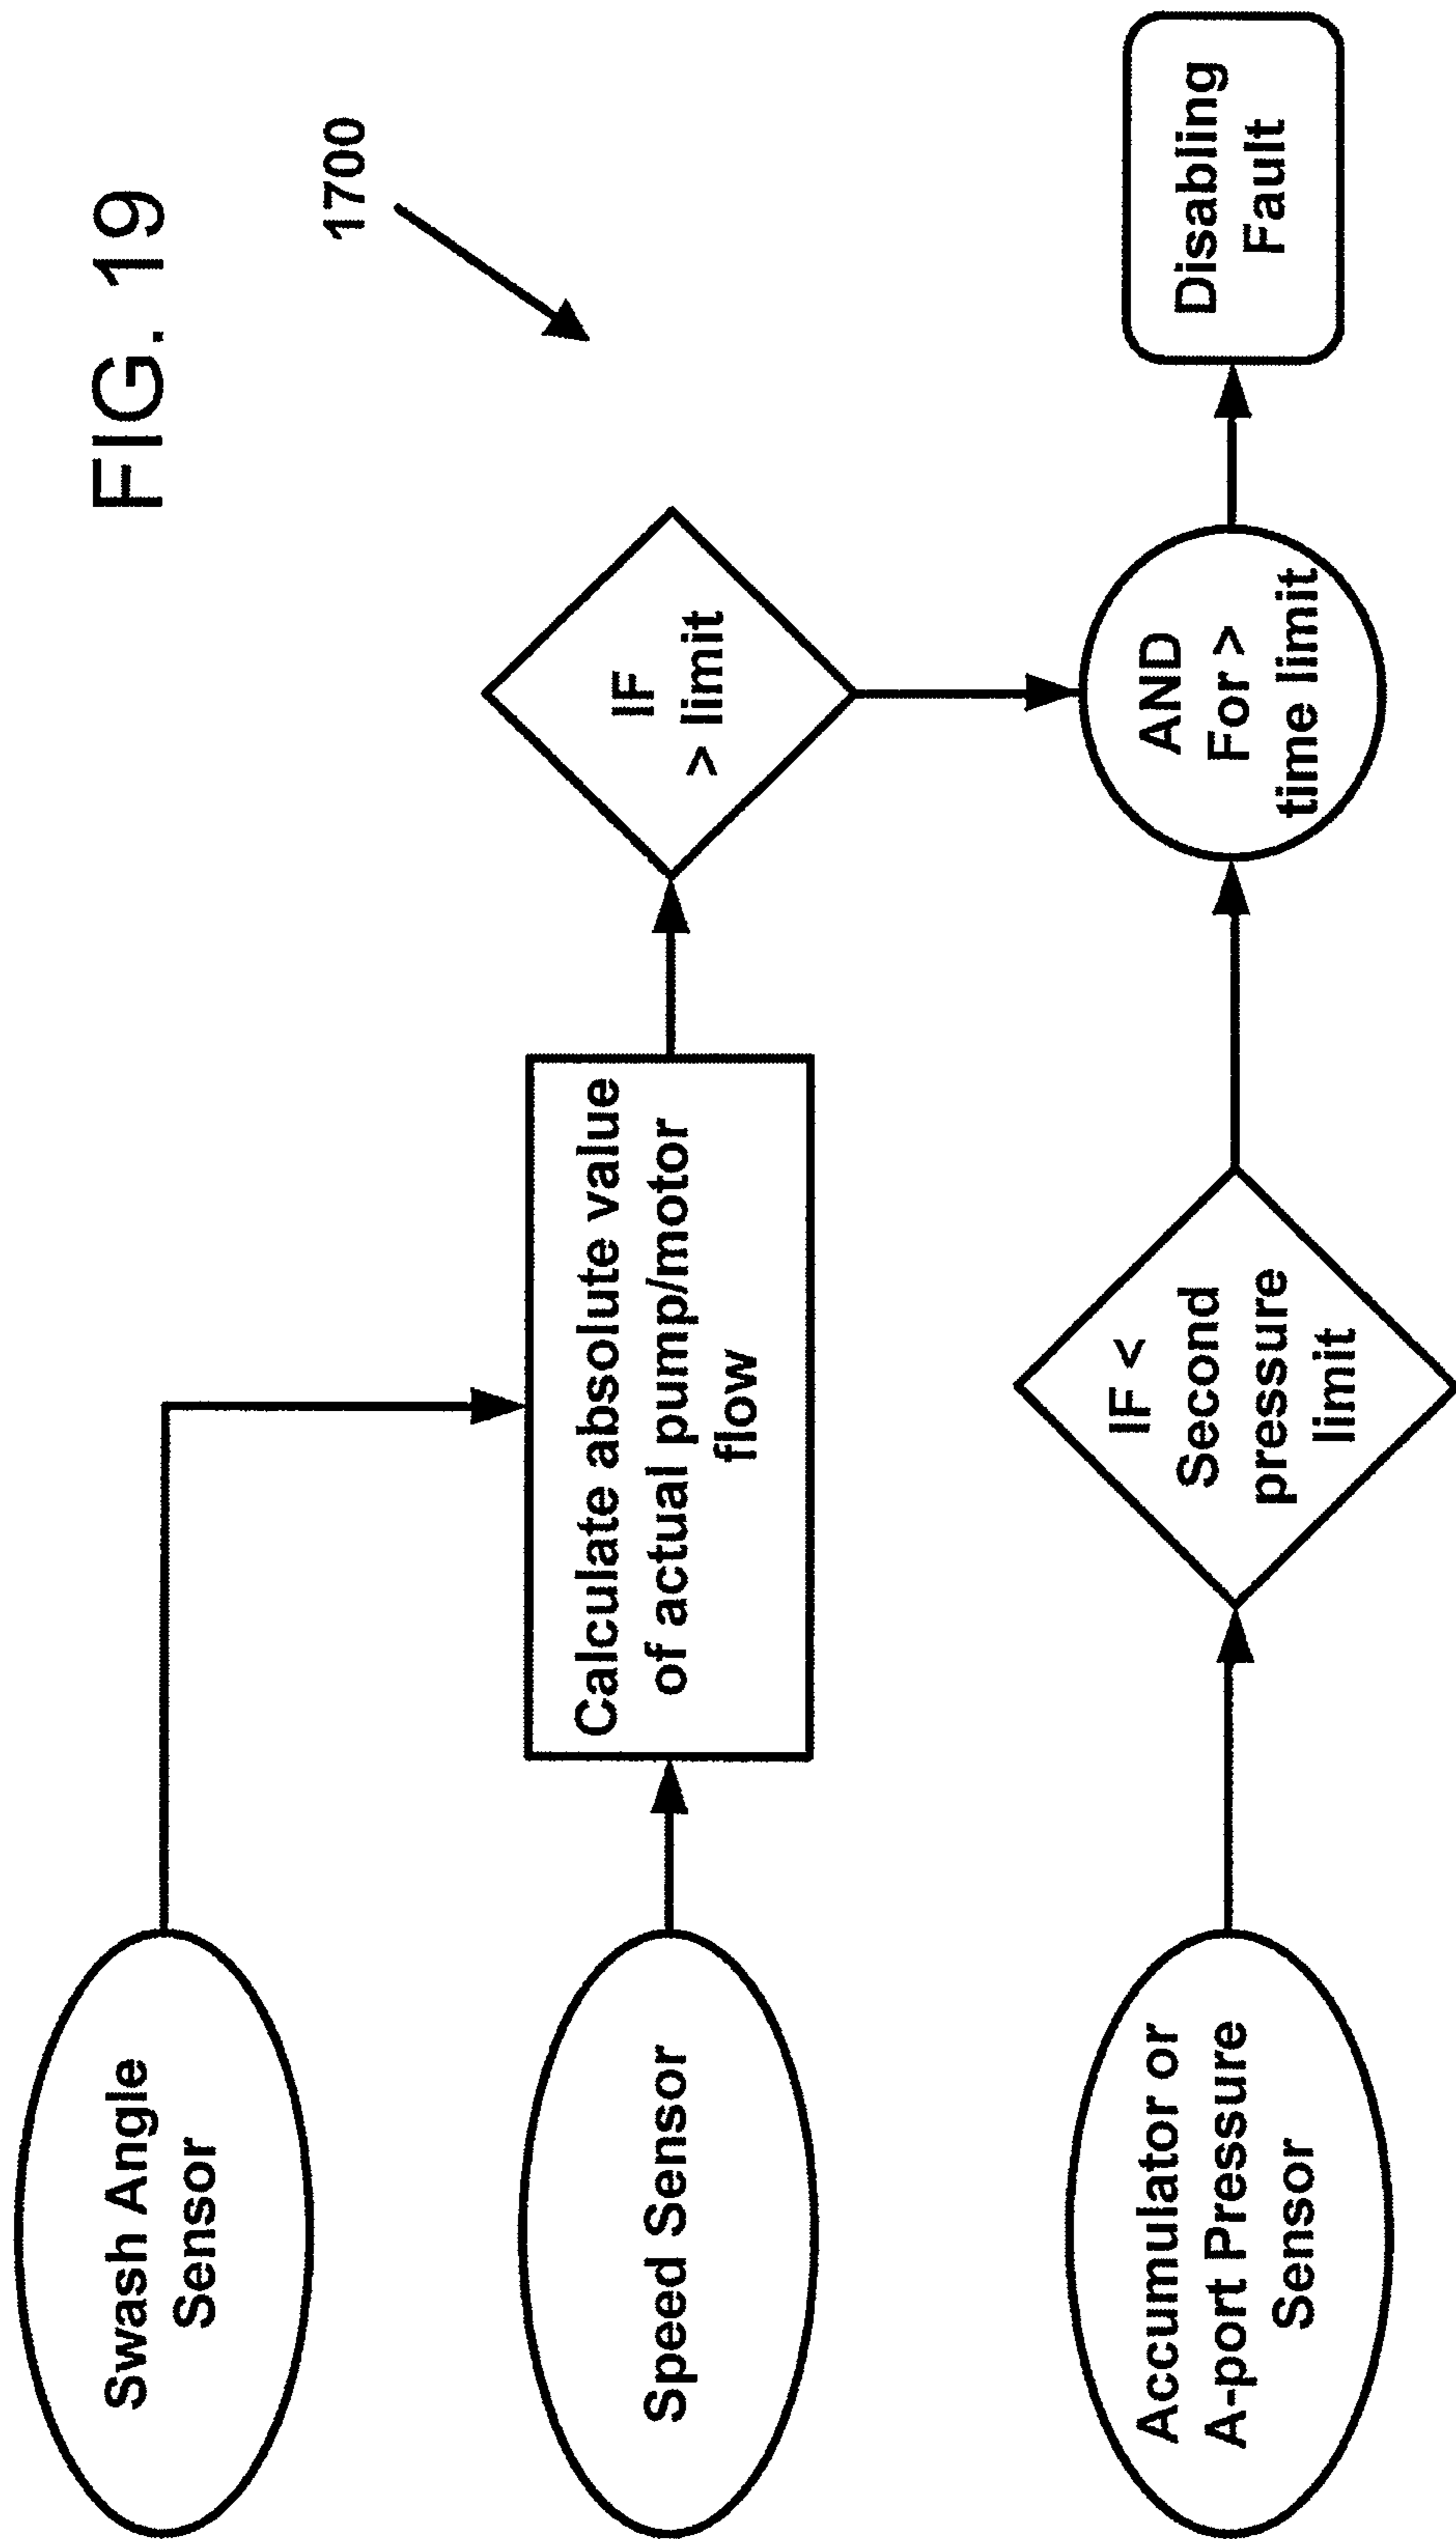 FIG. 19
1700
Swash Angle
Sensor
Speed Sensor
Calculate absolute value
of actual pump/motor
flow
IF
> limit
Accumulator or
A-port Pressure
Sensor
IF <
Second
pressure
limit
AND
For >
time limit
Disabling
Fault